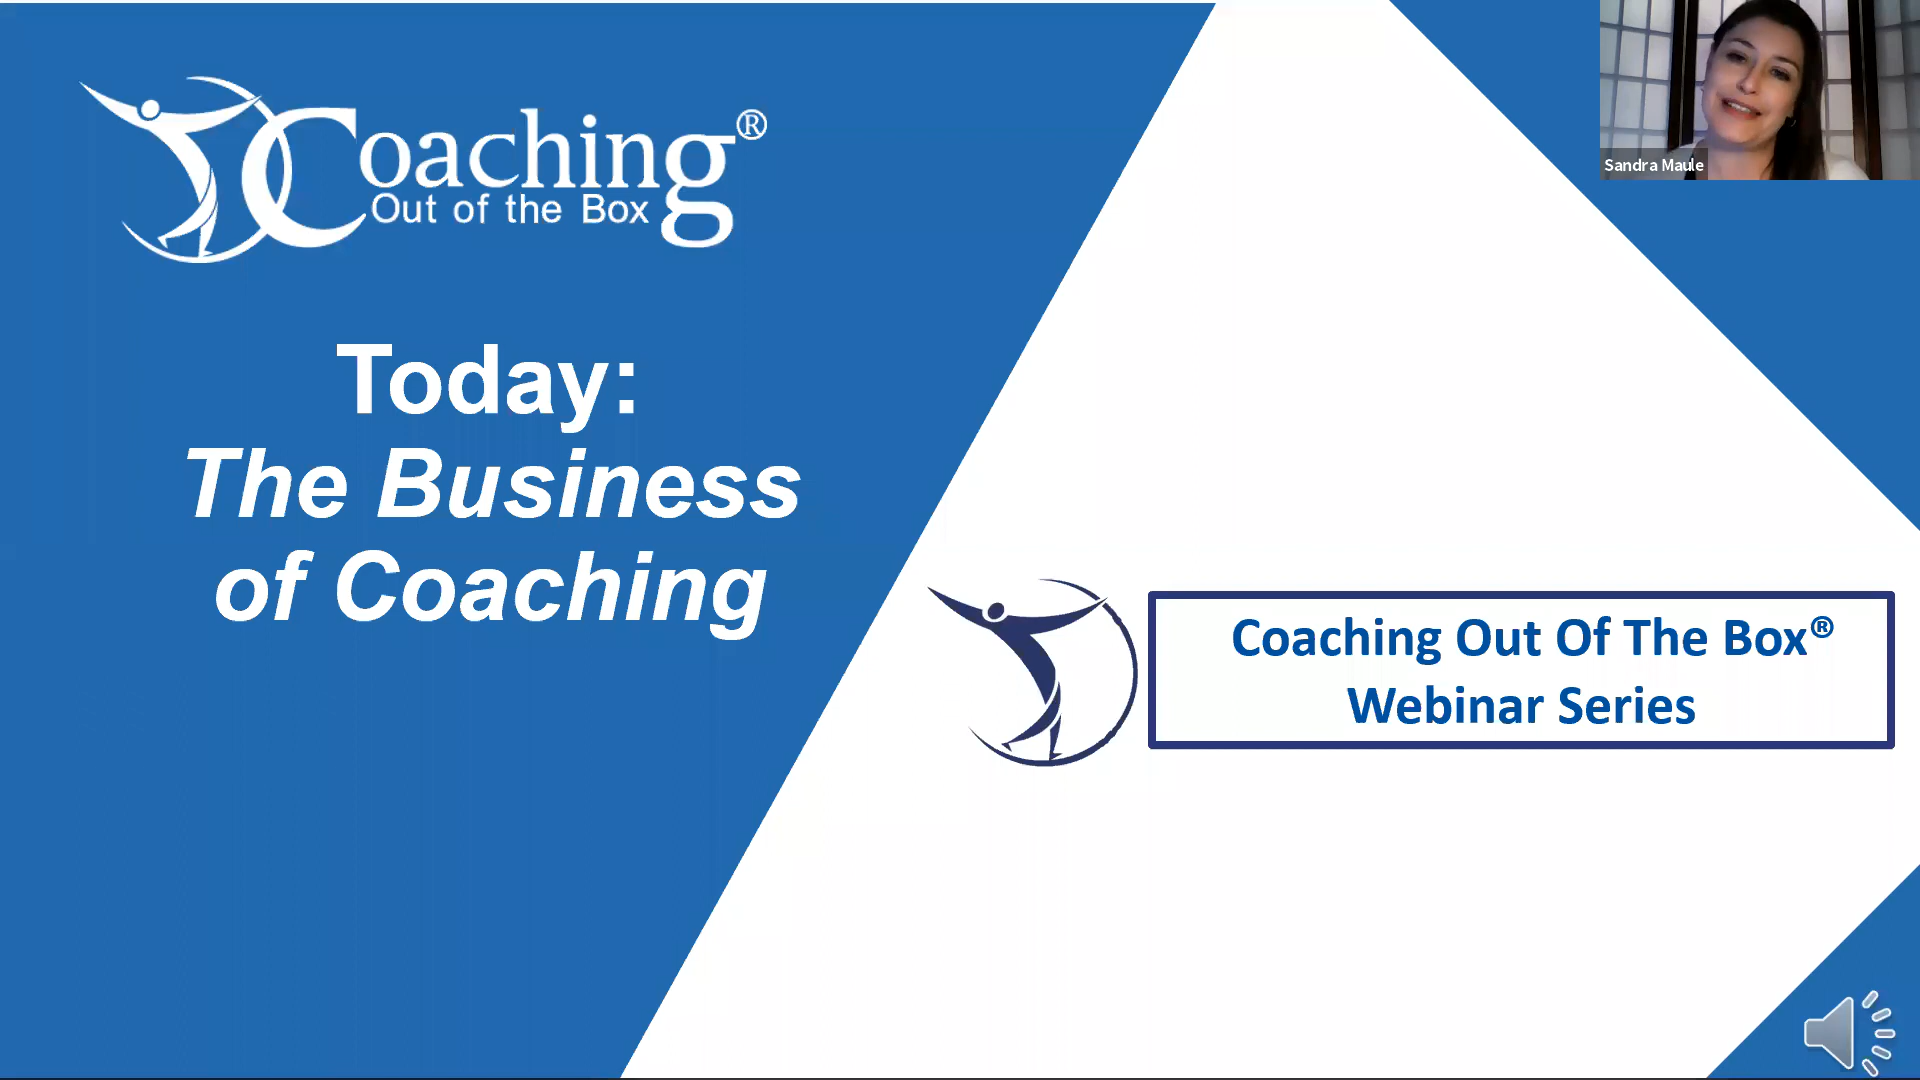 Coaching®
Out of the Box
Today:
The Business
of Coaching
Sandra Maule
Coaching Out Of The Box®
Webinar Series